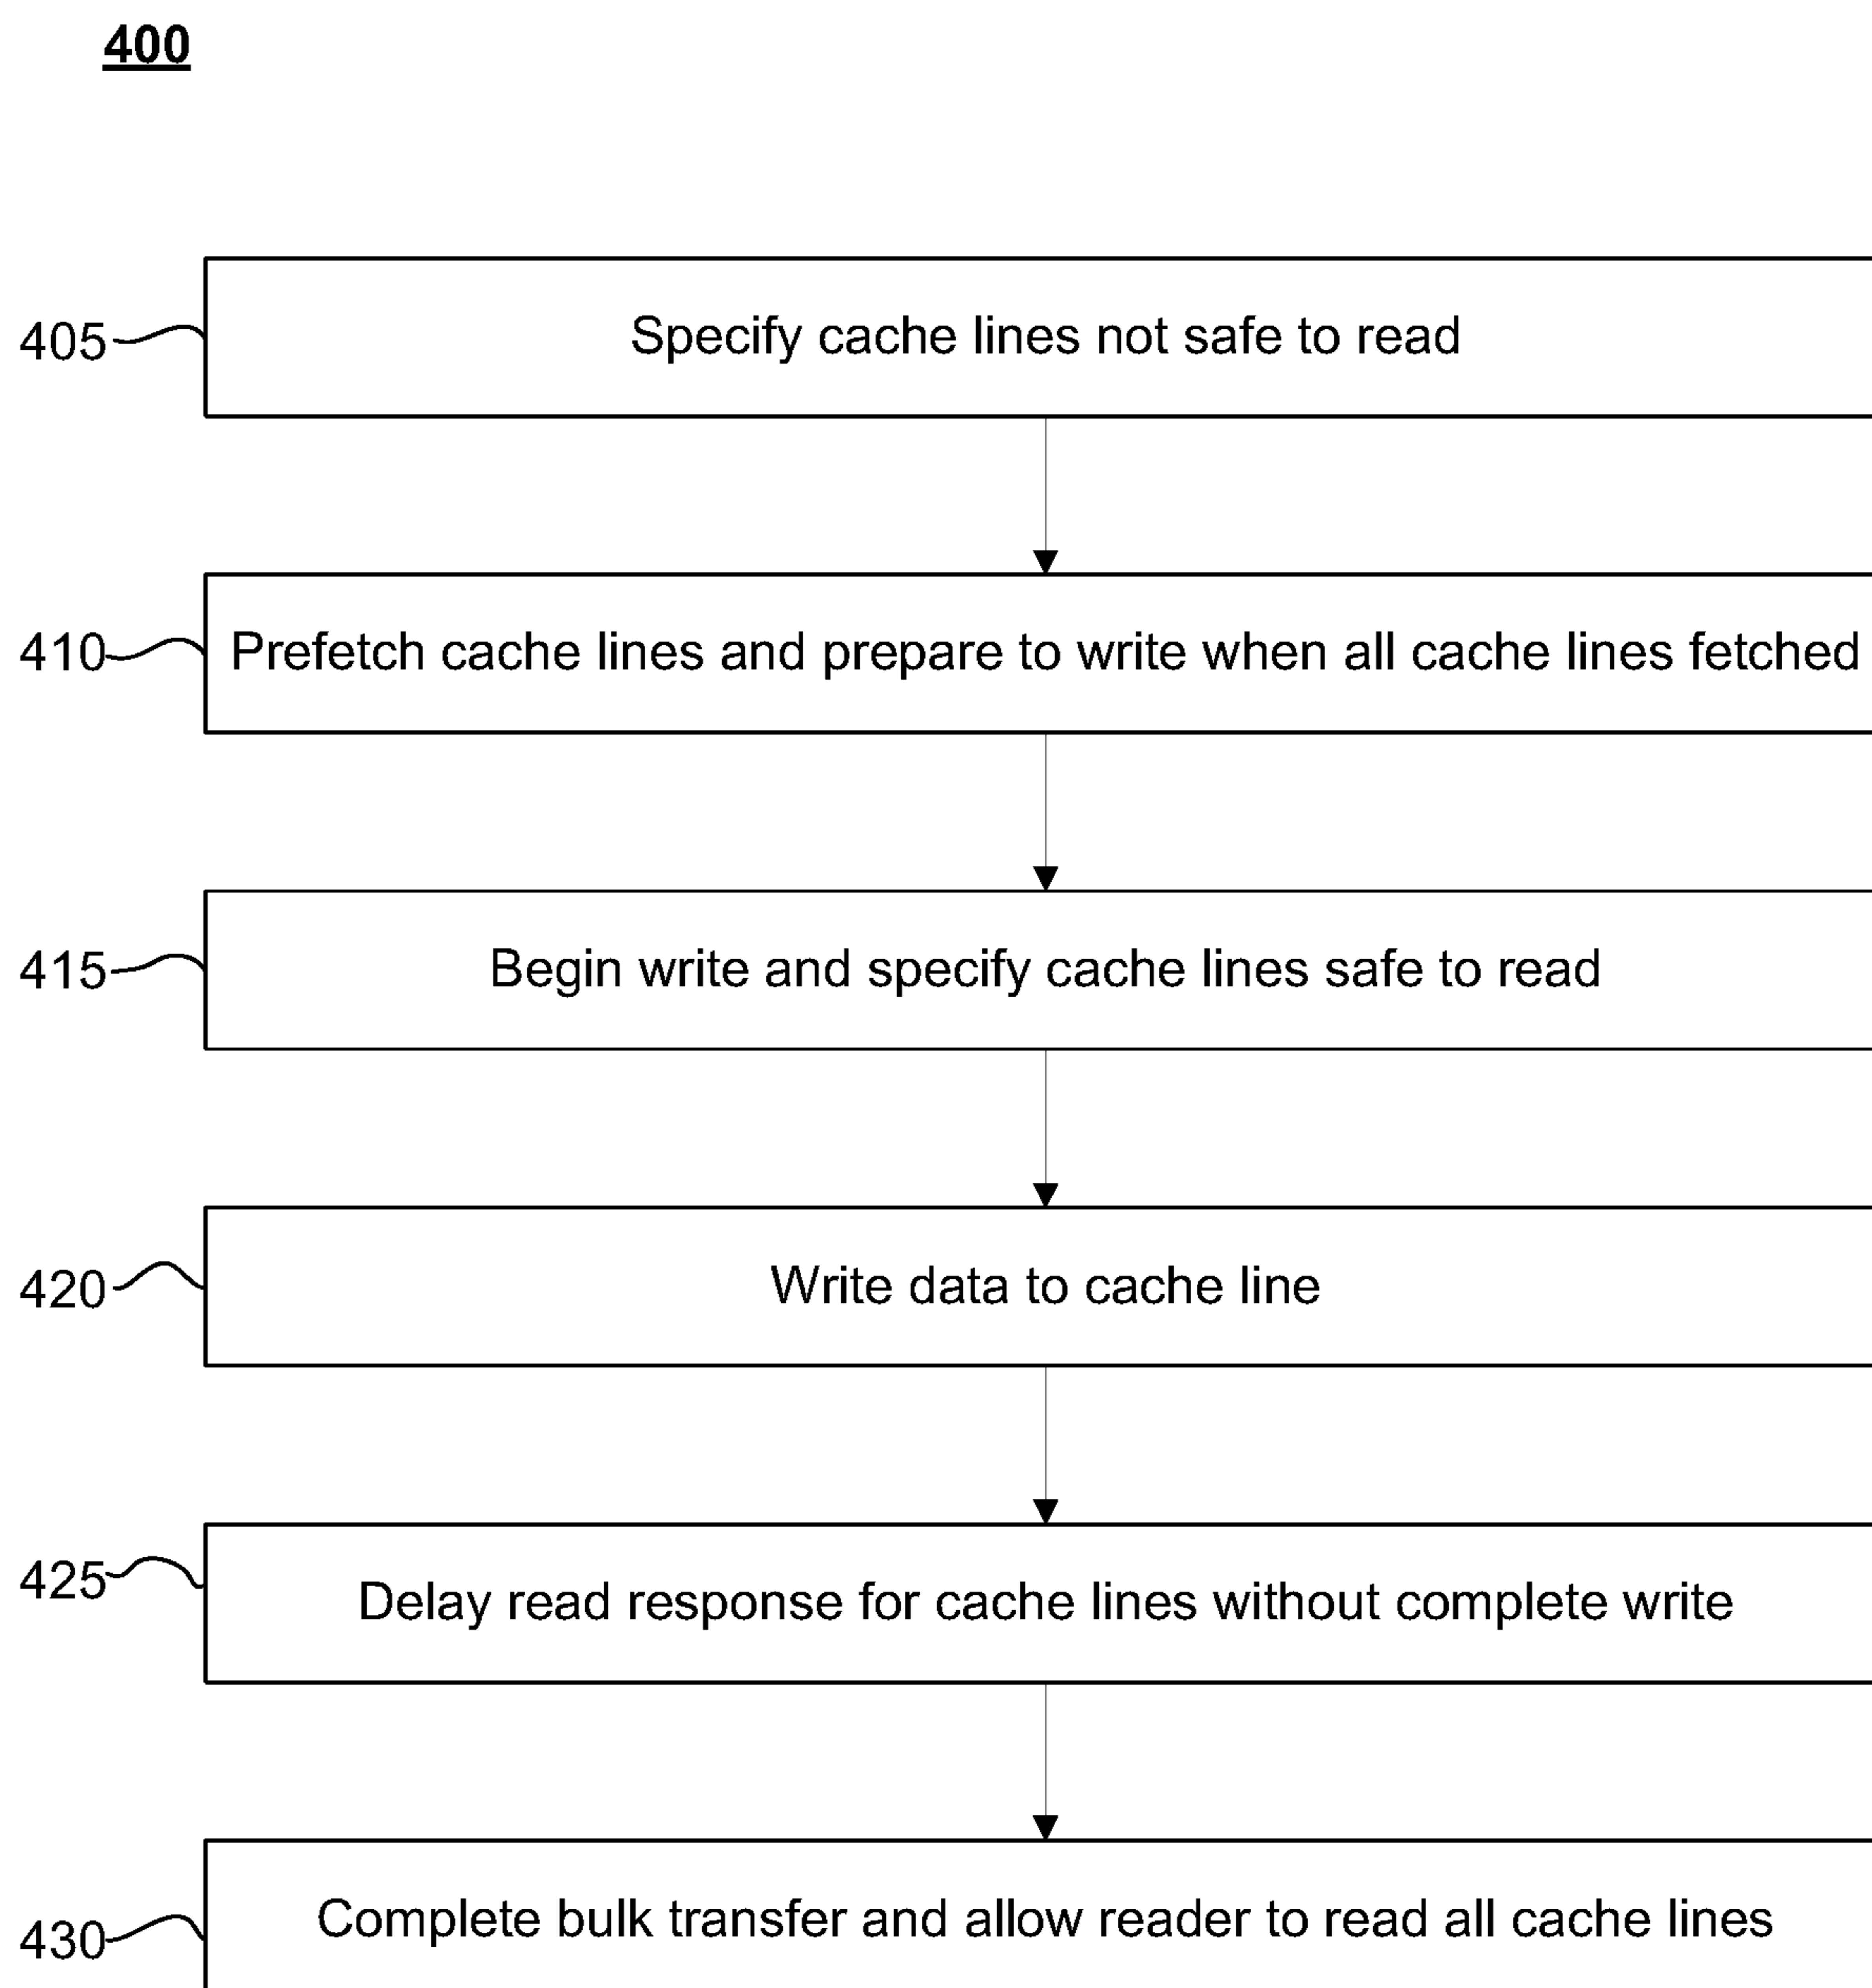 400
405 Specify cache lines not safe to read
410 Prefetch cache lines and prepare to write when all cache lines fetched
415 Begin write and specify cache lines safe to read
420 Write data to cache line
425 Delay read response for cache lines without complete write
430 Complete bulk transfer and allow reader to read all cache lines